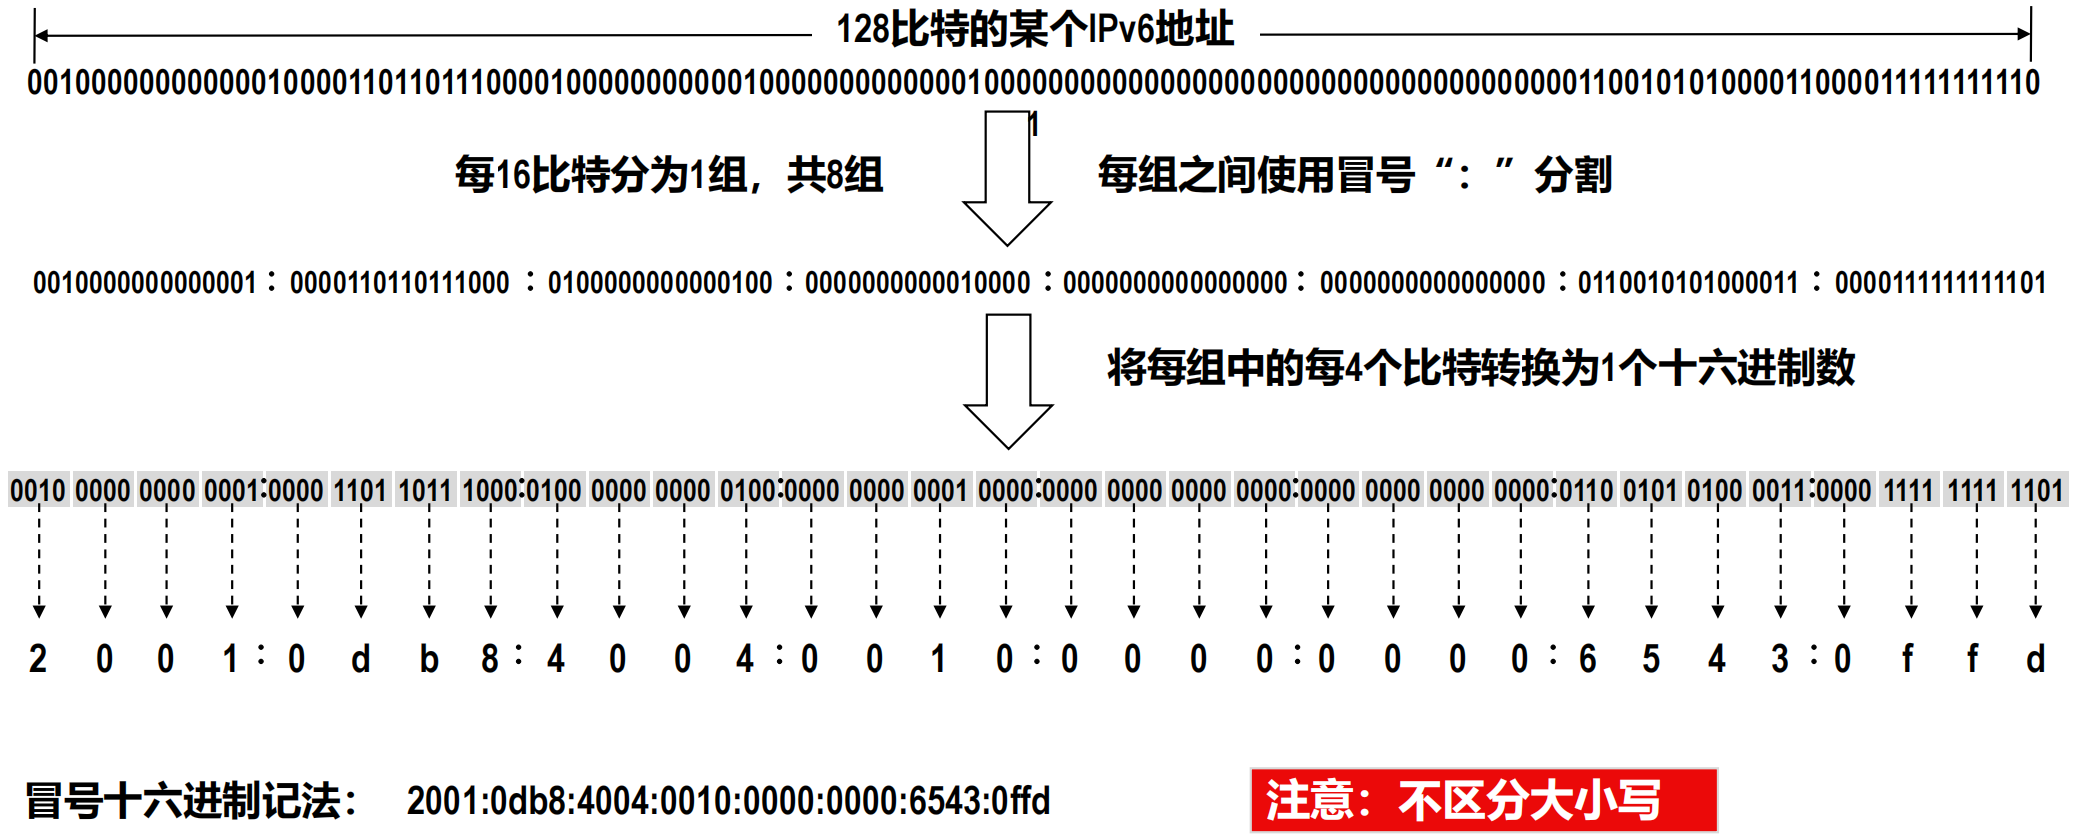 128比特的某个IPv6地址
0010000000000001000011011011100001000000000001000000000000010000000000000000000000000000000000000110010101000011000011111111110
1
每16比特分为1组，共8组 每组之间使用冒号“：”分割
0010000000000001：0000110110111000：0100000000000100：0000000000010000：0000000000000000：0000000000000000：0110010101000011：0000111111111101
将每组中的每4个比特转换为1个十六进制数
0010 0000 0000 0001:0000 1101 1011 1000:0100 0000 0000 0100:0000 0000 0001 0000:0000 0000 0000 0000:0000 0000 0000 0000:0110 0101 0100 0011:0000 1111 1111 1101
2 0 0 1 : 0 d b 8 : 4 0 0 4 : 0 0 1 0 : 0 0 0 0 : 0 0 0 0 : 6 5 4 3 : 0 f f d
冒号十六进制记法： 2001:0db8:4004:0010:0000:0000:6543:0ffd
注意：不区分大小写